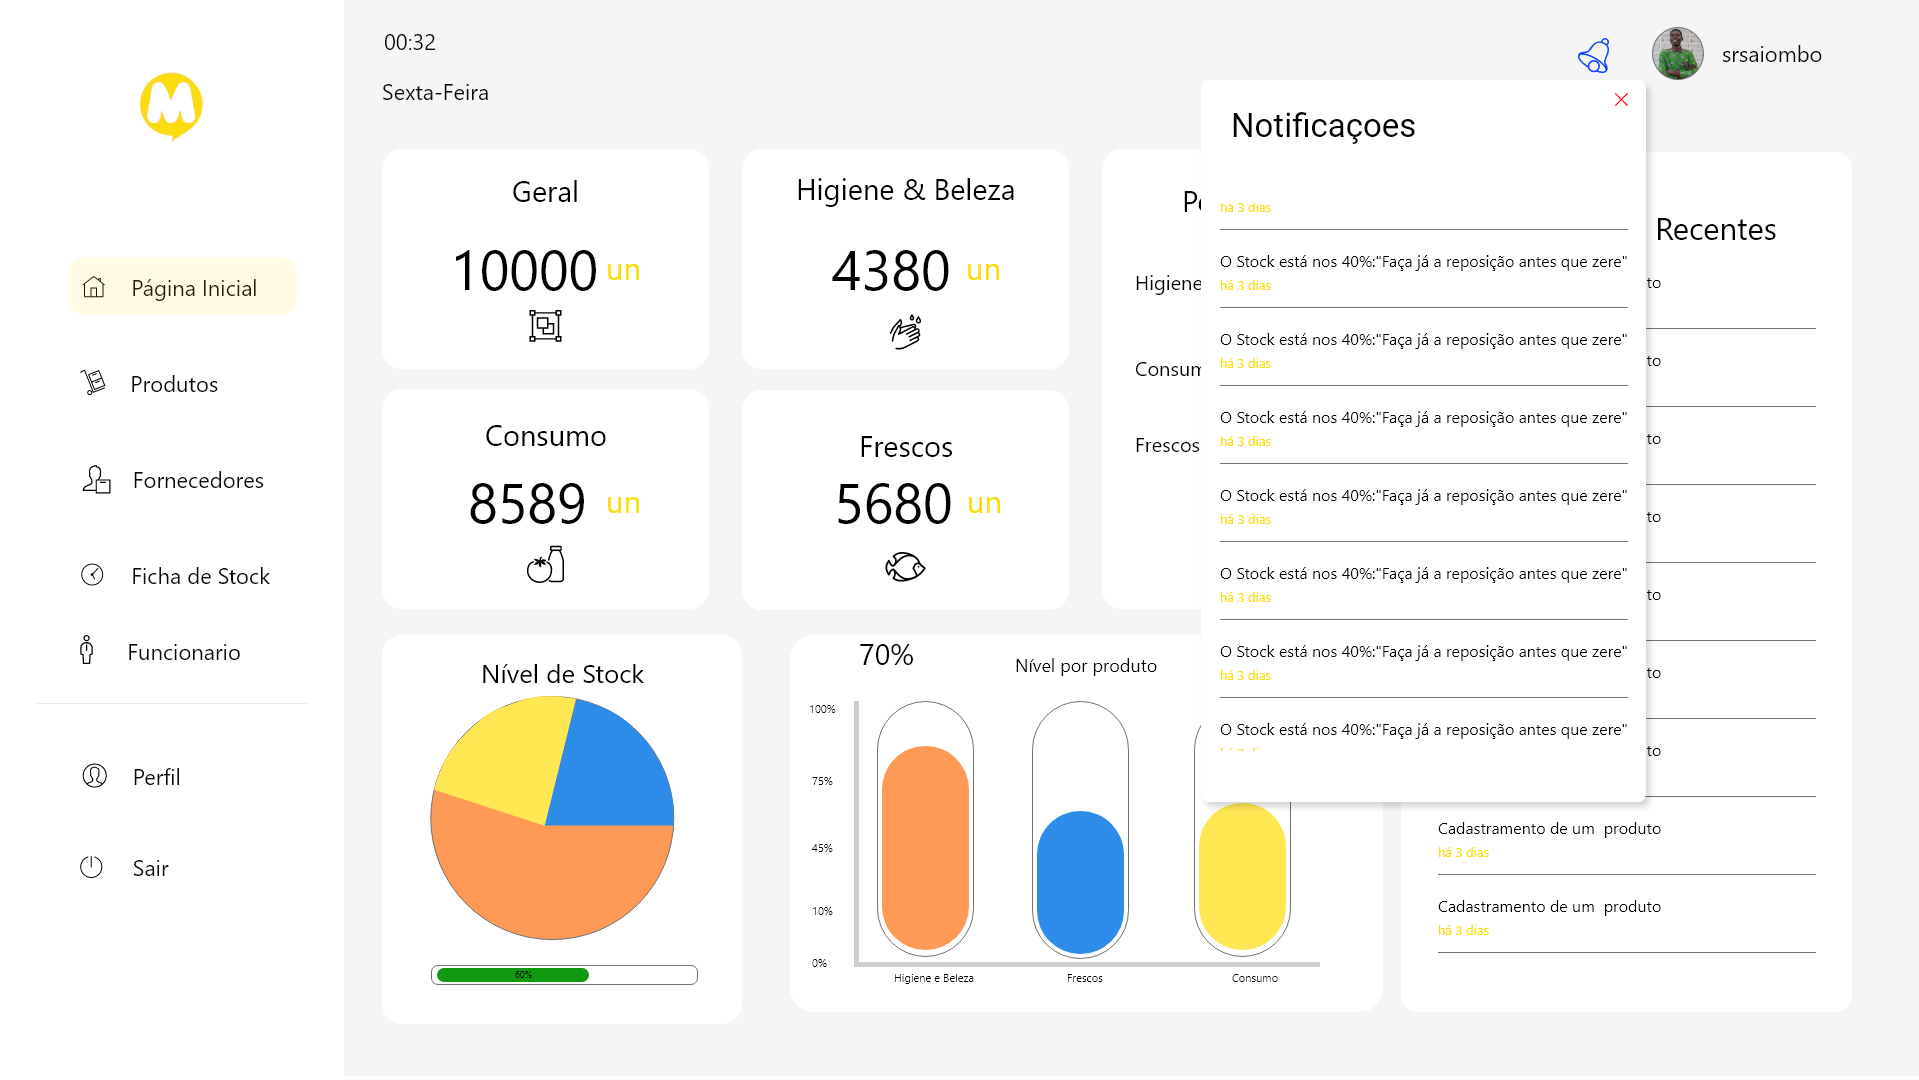 M
00:32
Sexta-Feira
srsaiombo
Página Inicial
Produtos
Fornecedores
Ficha de Stock
Funcionario
Perfil
Sair
Geral
10000 un
Higiene & Beleza
4380 un
Consumo
8589 un
Frescos
5680 un
Higiene
Frescos
Notificaçoes
há 3 dias
O Stock está nos 40%:"Faça já a reposição antes que zere"
há 3 dias
O Stock está nos 40%:"Faça já a reposição antes que zere"
há 3 dias
O Stock está nos 40%:"Faça já a reposição antes que zere"
há 3 dias
O Stock está nos 40%:"Faça já a reposição antes que zere"
há 3 dias
O Stock está nos 40%:"Faça já a reposição antes que zere"
há 3 dias
O Stock está nos 40%:"Faça já a reposição antes que zere"
há 3 dias
O Stock está nos 40%:"Faça já a reposição antes que zere"
Recentes
to
to
to
to
to
to
to
Cadastramento de um  produto
há 3 dias
Cadastramento de um  produto
há 3 dias
Nível de Stock
60%
70%
Nível por produto
100%
75%
45%
10%
0%
Higiene e Beleza
Frescos
Consumo